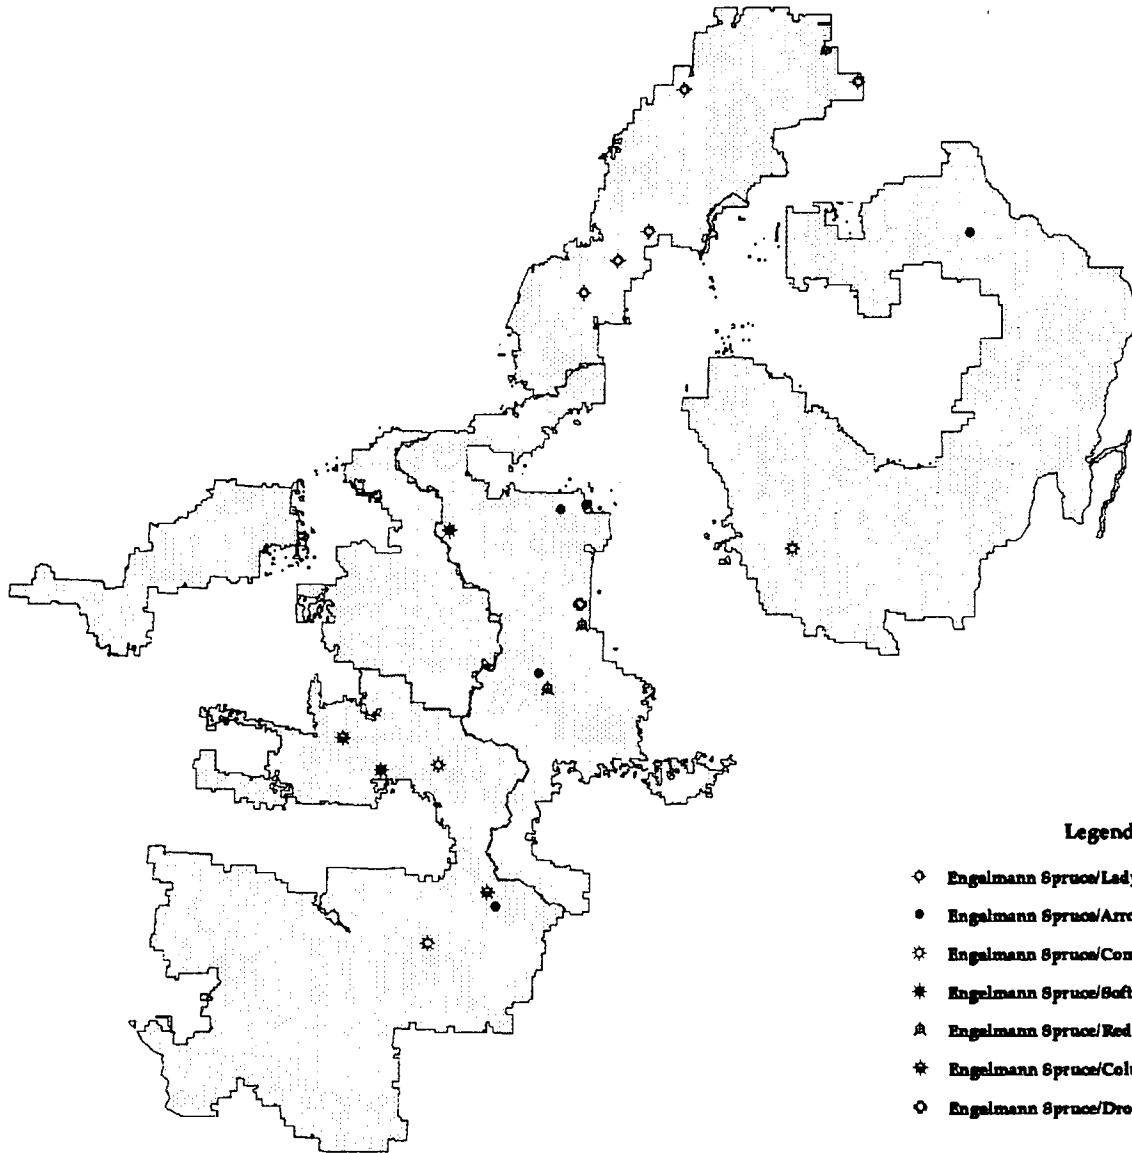 Legend
Engelmann Spruce/Lady
Engelmann Spruce/Arro
Engelmann Spruce/Com
Engelmann Spruce/Soft
Engelmann Spruce/Red
Engelmann Spruce/Colu
Engelmann Spruce/Dro